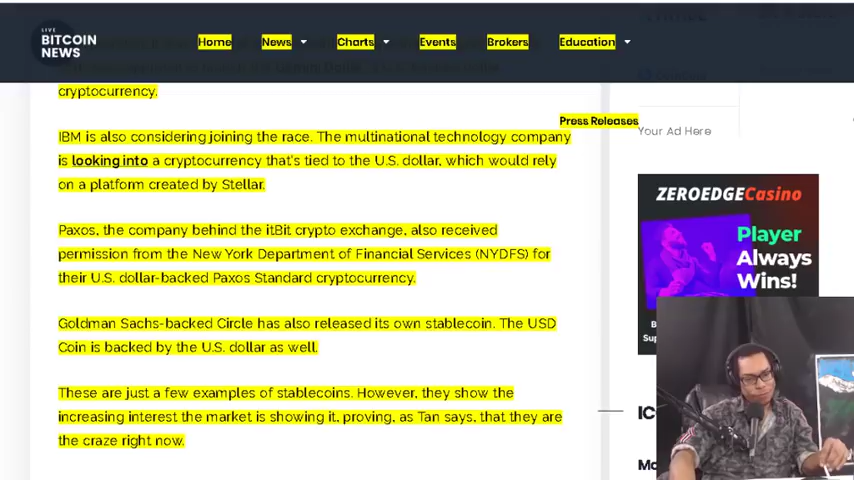 LIVE
BITCOIN
NEWS
Home
News
Charts
Events
Brokers
Education
Press Releases
cryptocurrency.
IBM is also considering joining the race. The multinational technology company
is looking into a cryptocurrency that's tied to the U.S. dollar, which would rely
on a platform created by Stellar.
Paxos, the company behind the itBit crypto exchange, also received
permission from the New York Department of Financial Services (NYDFS) for
their U.S. dollar-backed Paxos Standard cryptocurrency.
Goldman Sachs-backed Circle has also released its own stablecoin. The USD
Coin is backed by the U.S. dollar as well.
These are just a few examples of stablecoins. However, they show the
increasing interest the market is showing it, proving, as Tan says, that they are
the craze right now.
Your Ad Here
ZEROEDGECasino
Player
Always
Wins!